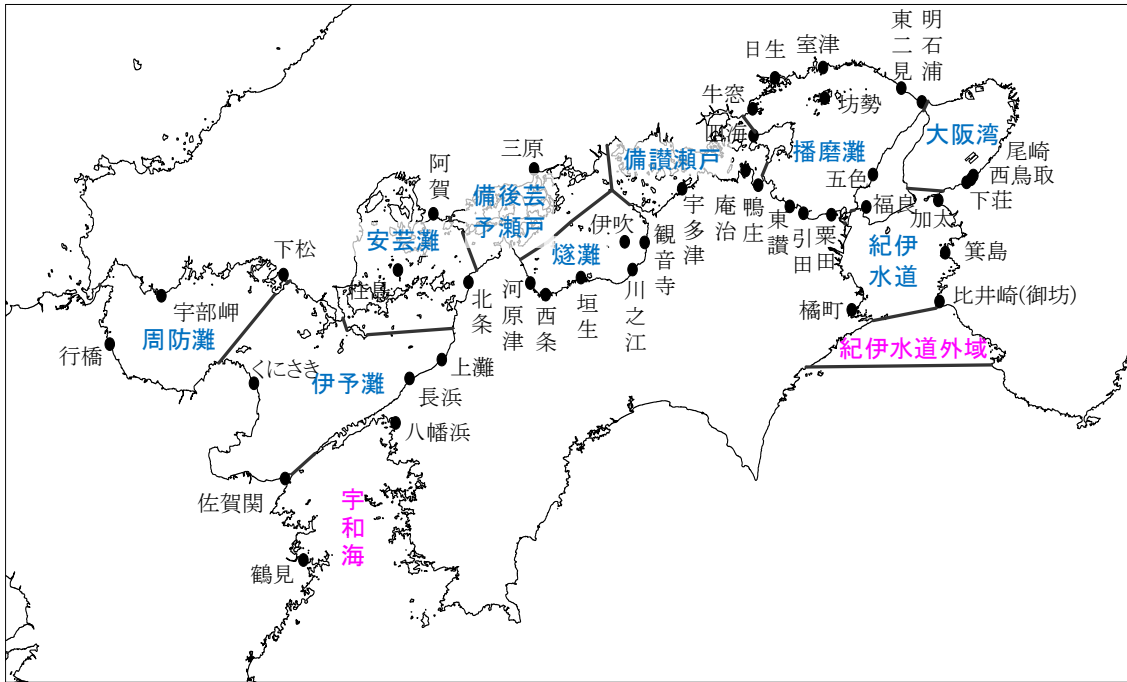 日生
室津
東二見
明石浦
牛窓
坊勢
四海
大阪湾
播磨灘
備讃瀬戸
三原
阿賀
尾崎
西鳥取
下荘
五色
備後芸
予瀬戸
宇多津
庵治
鴨庄
東讃
引田
粟田
福良
加太
安芸灘
伊吹
観音寺
燧灘
紀伊
水道
箕島
下松
柱島
北条
河原津
西条
垣生
川之江
宇部岬
橘町
比井崎(御坊)
周防灘
行橋
紀伊水道外域
くにさき
伊予灘
上灘
長浜
八幡浜
佐賀関
宇和海
鶴見